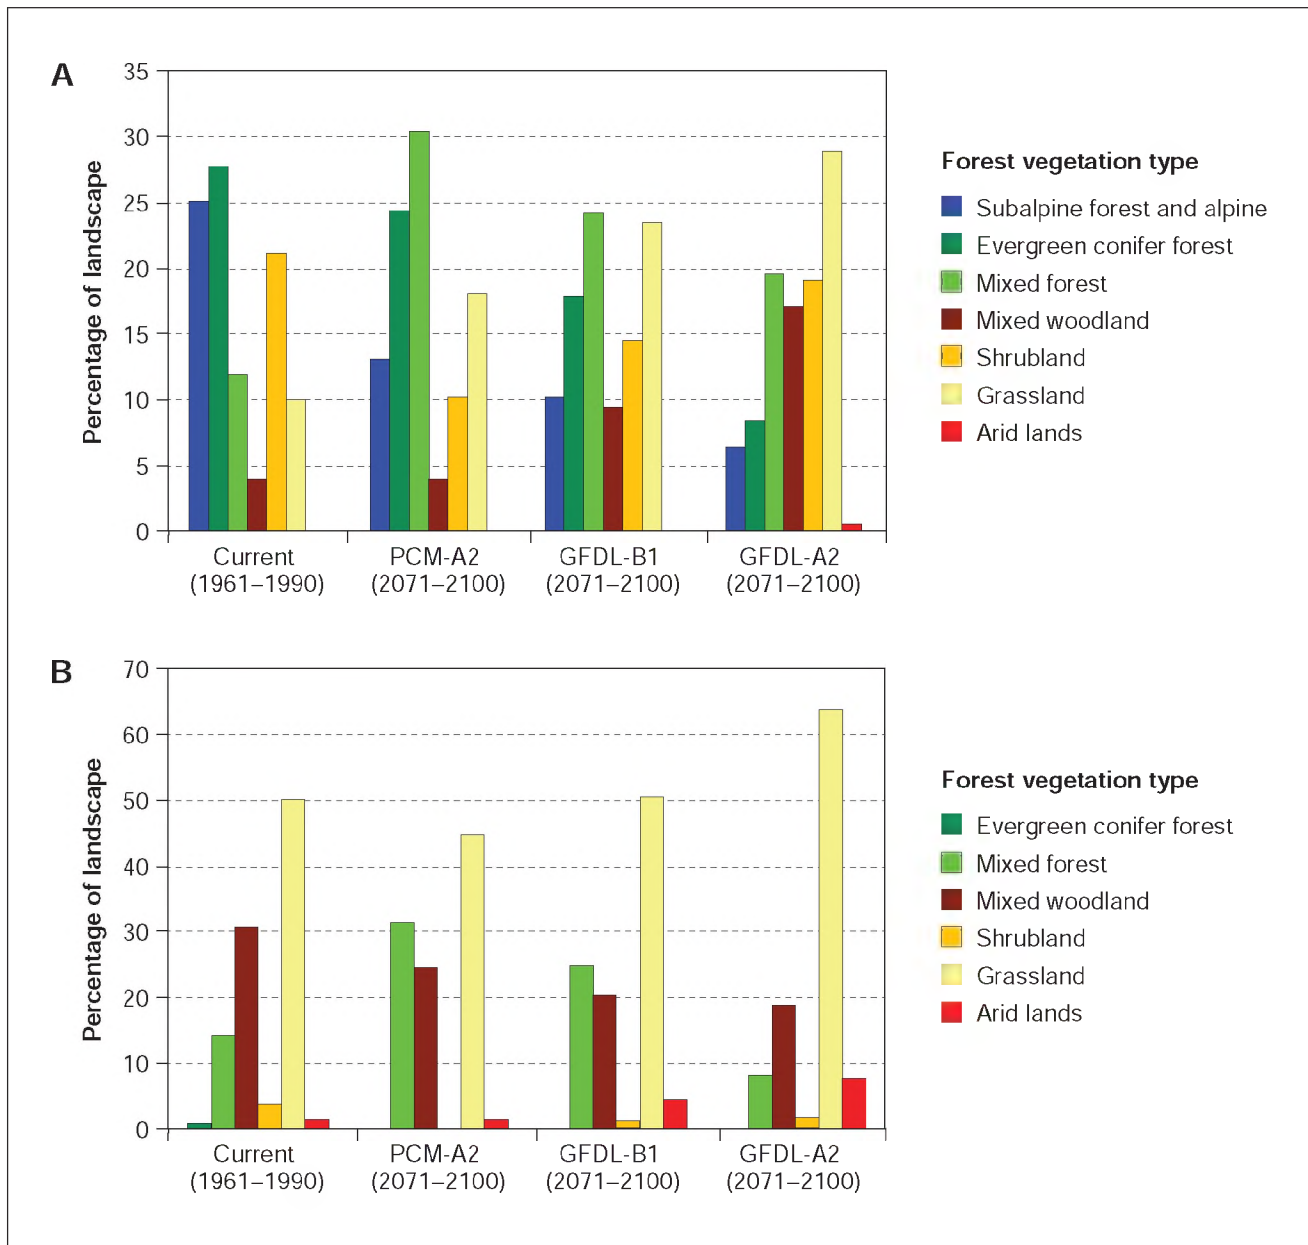 A
35
30
25
20
15
10
5
0
Percentage of landscape
Current
(1961–1990)
PCM-A2
(2071–2100)
GFDL-B1
(2071–2100)
GFDL-A2
(2071–2100)
Forest vegetation type
Subalpine forest and alpine
Evergreen conifer forest
Mixed forest
Mixed woodland
Shrubland
Grassland
Arid lands
B
70
60
50
40
30
20
10
0
Percentage of landscape
Current
(1961–1990)
PCM-A2
(2071–2100)
GFDL-B1
(2071–2100)
GFDL-A2
(2071–2100)
Forest vegetation type
Evergreen conifer forest
Mixed forest
Mixed woodland
Shrubland
Grassland
Arid lands